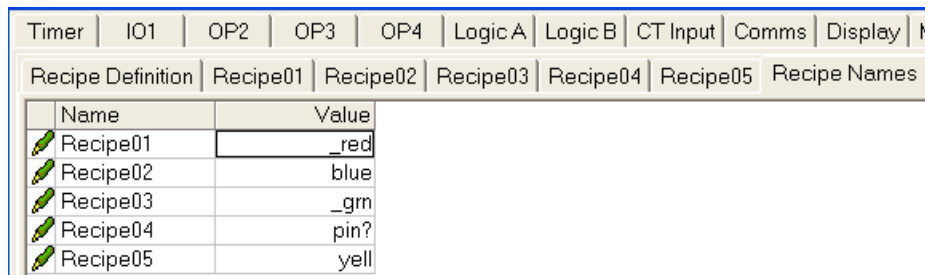 Timer IO1 OP2 OP3 OP4 Logic A Logic B CT Input Comms Display
Recipe Definition Recipe01 Recipe02 Recipe03 Recipe04 Recipe05 Recipe Names
Name Value
Recipe01 _red
Recipe02 blue
Recipe03 _grn
Recipe04 pin?
Recipe05 yell